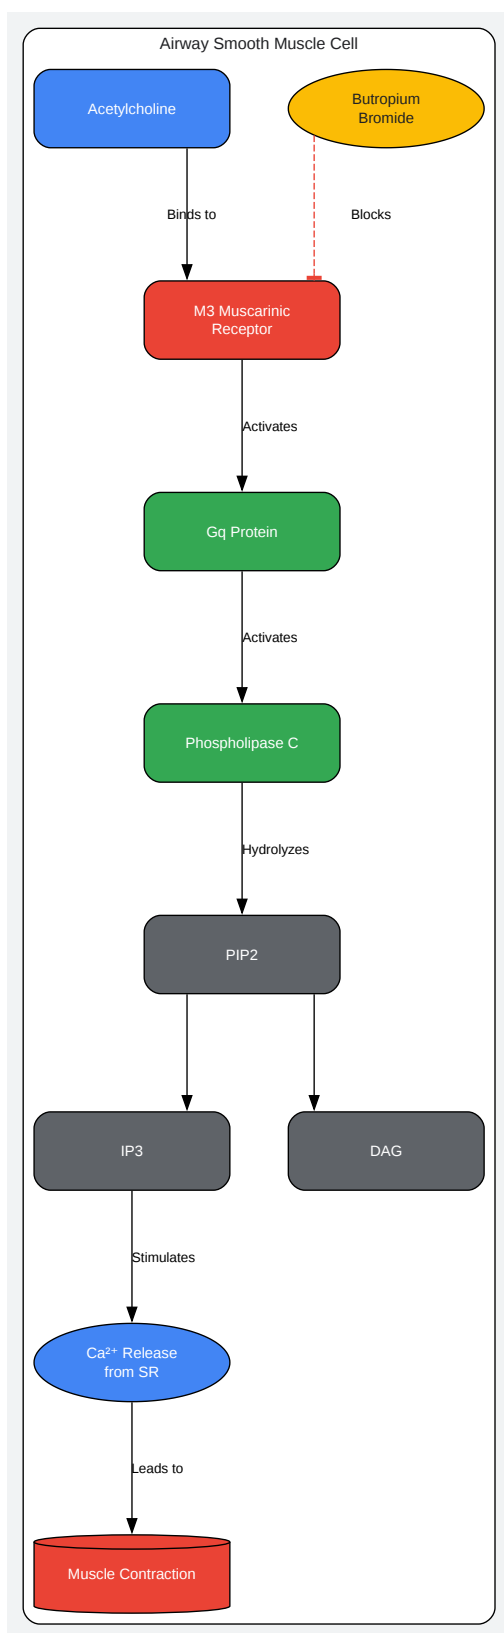 Airway Smooth Muscle Cell
Acetylcholine
Butropium
Bromide
Binds to
Blocks
M3 Muscarinic
Receptor
Activates
Gq Protein
Activates
Phospholipase C
Hydrolyzes
PIP2
IP3
DAG
Stimulates
Ca²⁺ Release
from SR
Leads to
Muscle Contraction